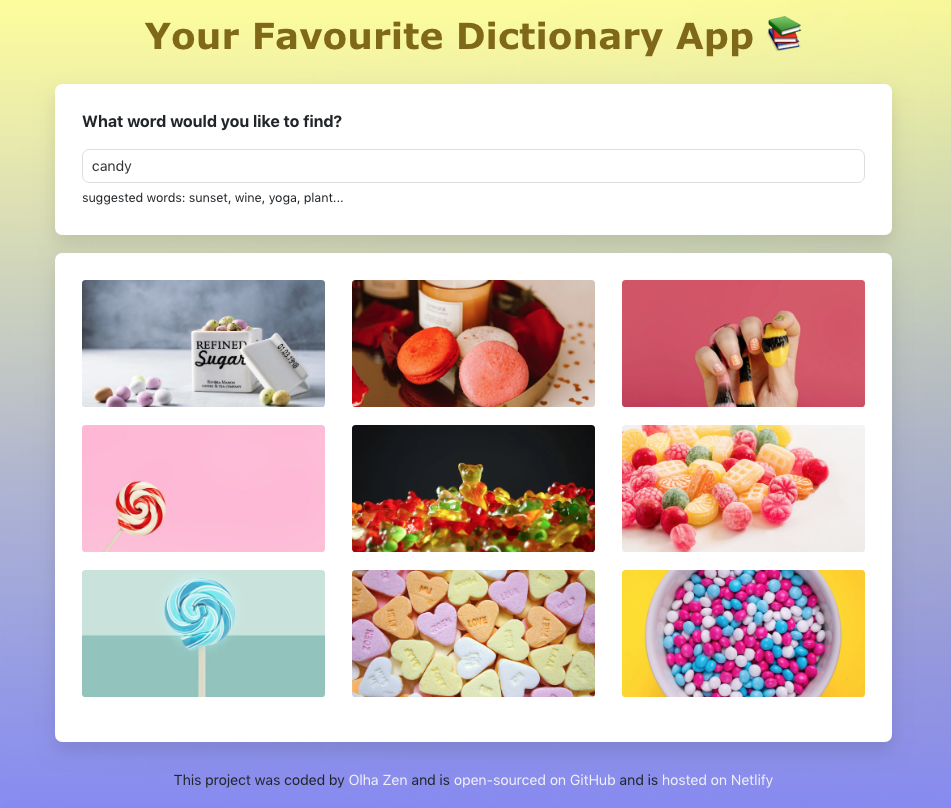 Your Favourite Dictionary App
What word would you like to find?
candy
suggested words: sunset, wine, yoga, plant...
REFINED
Sugar
LOVE
This project was coded by Olha Zen and is open-sourced on GitHub and is hosted on Netlify